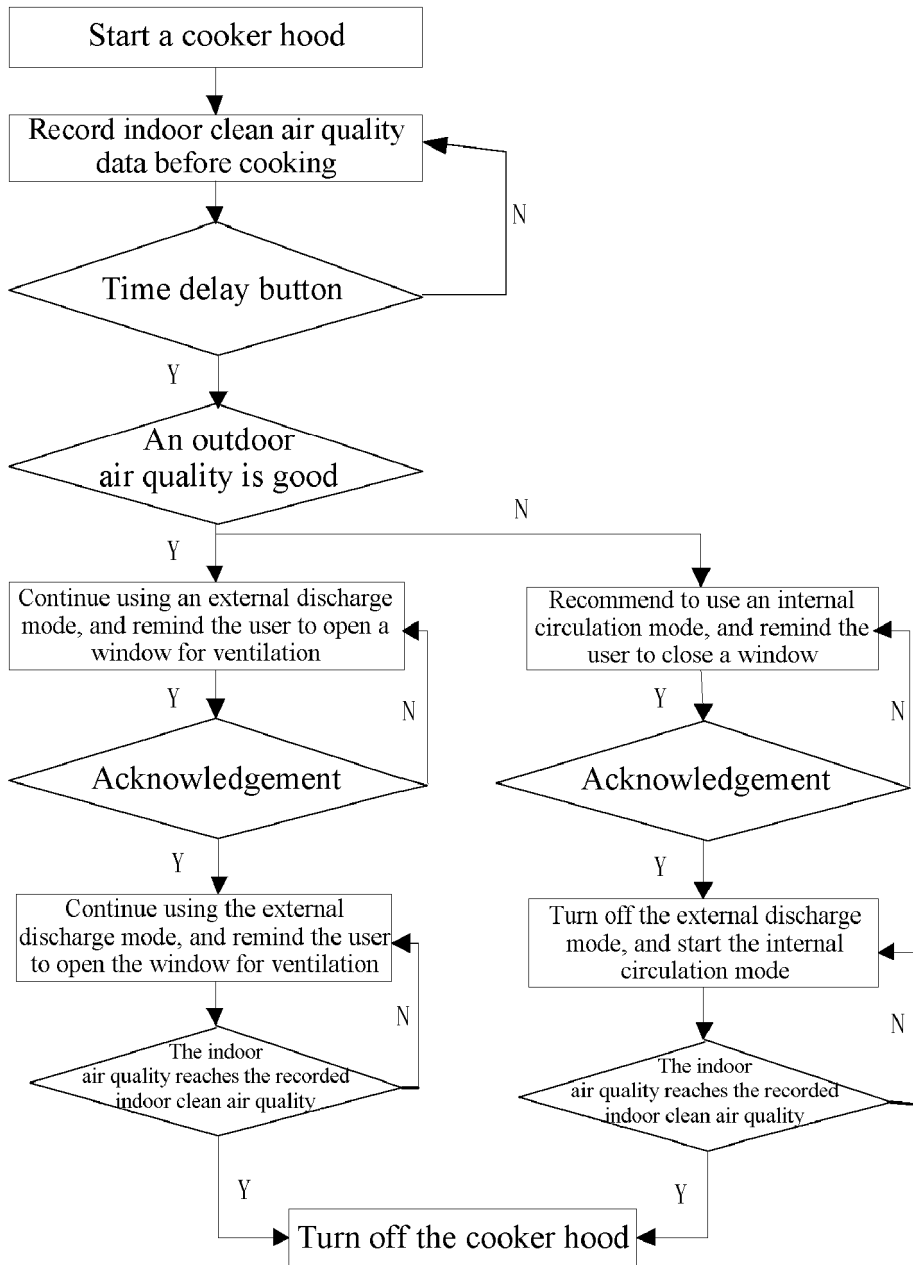 Start a cooker hood
Record indoor clean air quality
data before cooking
N
Time delay button
Y
An outdoor
air quality is good
N
Y
Continue using an external discharge
mode, and remind the user to open a
window for ventilation
Recommend to use an internal
circulation mode, and remind the
user to close a window
Y
N
Y
N
Acknowledgement
Acknowledgement
Y
Y
Continue using the external
discharge mode, and remind the user
to open the window for ventilation
Turn off the external discharge
mode, and start the internal
circulation mode
N
N
The indoor
air quality reaches the recorded
indoor clean air quality
The indoor
air quality reaches the recorded
indoor clean air quality
Y
Y
Turn off the cooker hood